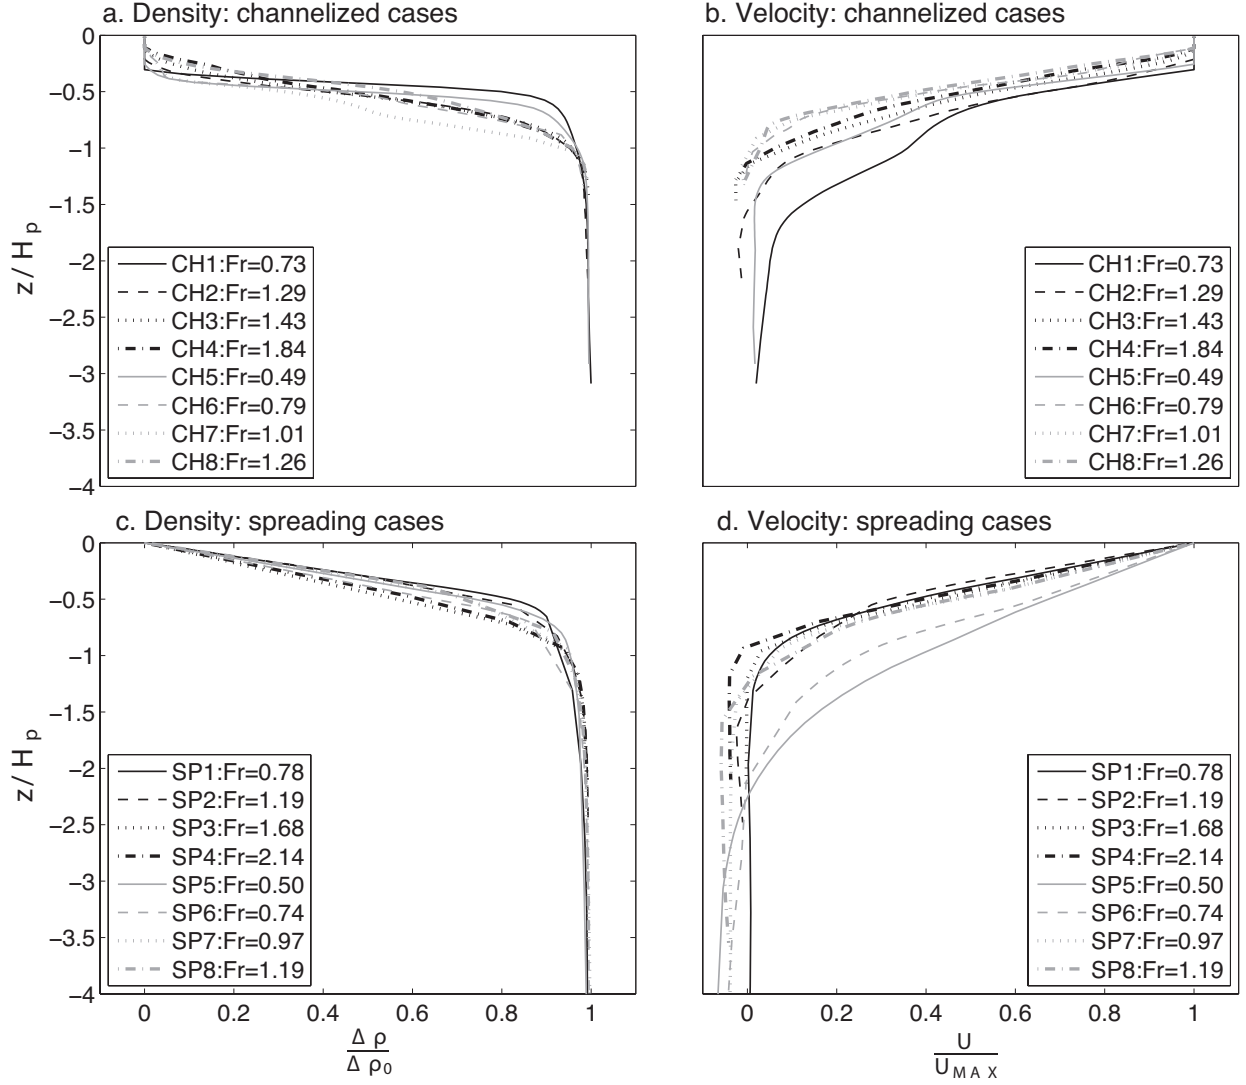 a. Density: channelized cases
b. Velocity: channelized cases
0
−0.5
−1
−1.5
−2
−2.5
−3
−3.5
−4
z / H p
CH1:Fr=0.73
CH2:Fr=1.29
CH3:Fr=1.43
CH4:Fr=1.84
CH5:Fr=0.49
CH6:Fr=0.79
CH7:Fr=1.01
CH8:Fr=1.26
CH1:Fr=0.73
CH2:Fr=1.29
CH3:Fr=1.43
CH4:Fr=1.84
CH5:Fr=0.49
CH6:Fr=0.79
CH7:Fr=1.01
CH8:Fr=1.26
c. Density: spreading cases
d. Velocity: spreading cases
0
−0.5
−1
−1.5
−2
−2.5
−3
−3.5
−4
z / H p
SP1:Fr=0.78
SP2:Fr=1.19
SP3:Fr=1.68
SP4:Fr=2.14
SP5:Fr=0.50
SP6:Fr=0.74
SP7:Fr=0.97
SP8:Fr=1.19
SP1:Fr=0.78
SP2:Fr=1.19
SP3:Fr=1.68
SP4:Fr=2.14
SP5:Fr=0.50
SP6:Fr=0.74
SP7:Fr=0.97
SP8:Fr=1.19
0 0.2 0.4 0.6 0.8 1
0 0.2 0.4 0.6 0.8 1
Δ ρ
Δ ρ0
U
U M A X